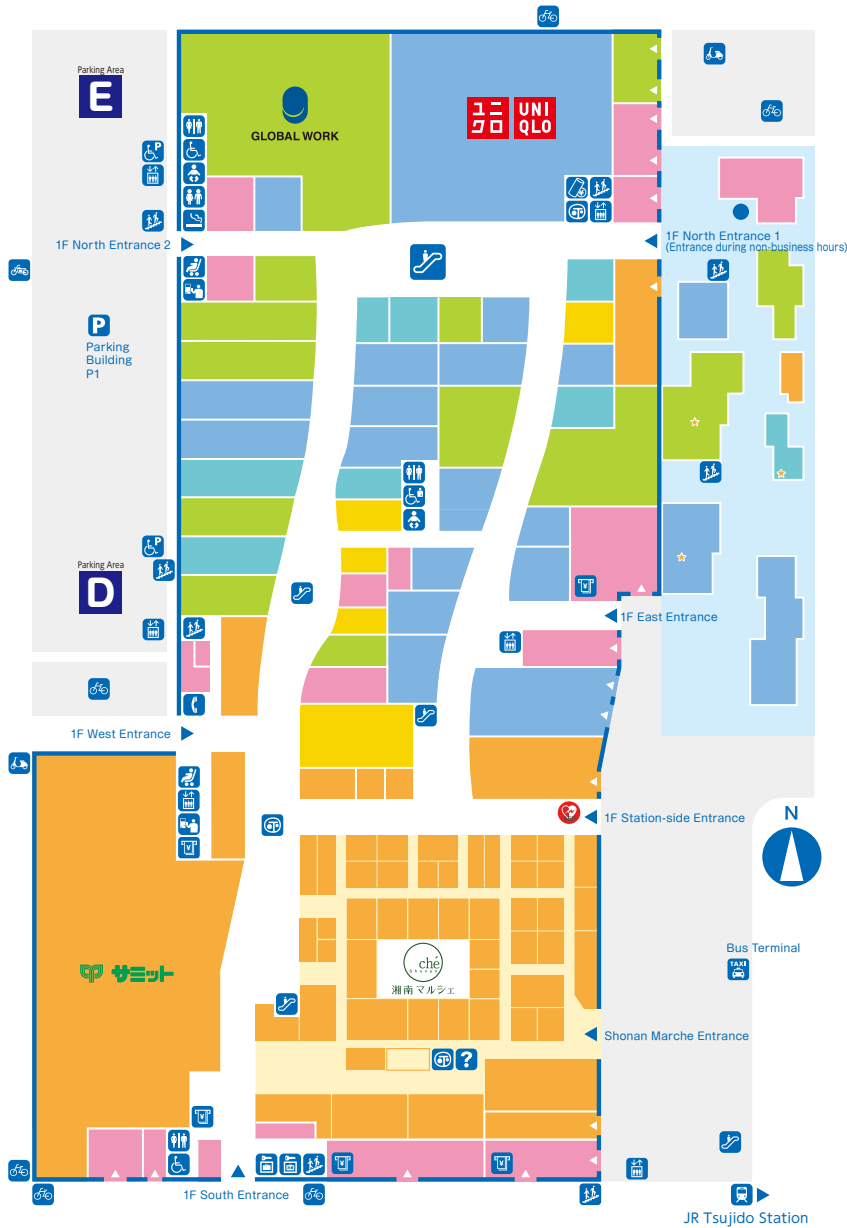 Parking Area
E
GLOBAL WORK
ユニ
クロ
UNI
QLO
P
1F North Entrance 2
1F North Entrance 1
(Entrance during non-business hours)
P
Parking
Building
P1
P
Parking Area
D
¥
1F East Entrance
1F West Entrance
¥
1F Station-side Entrance
N
サミット
ché
Shonan
湘南マルシェ
Bus Terminal
TAXI
Shonan Marche Entrance
?
¥
¥
¥
1F South Entrance
JR Tsujido Station